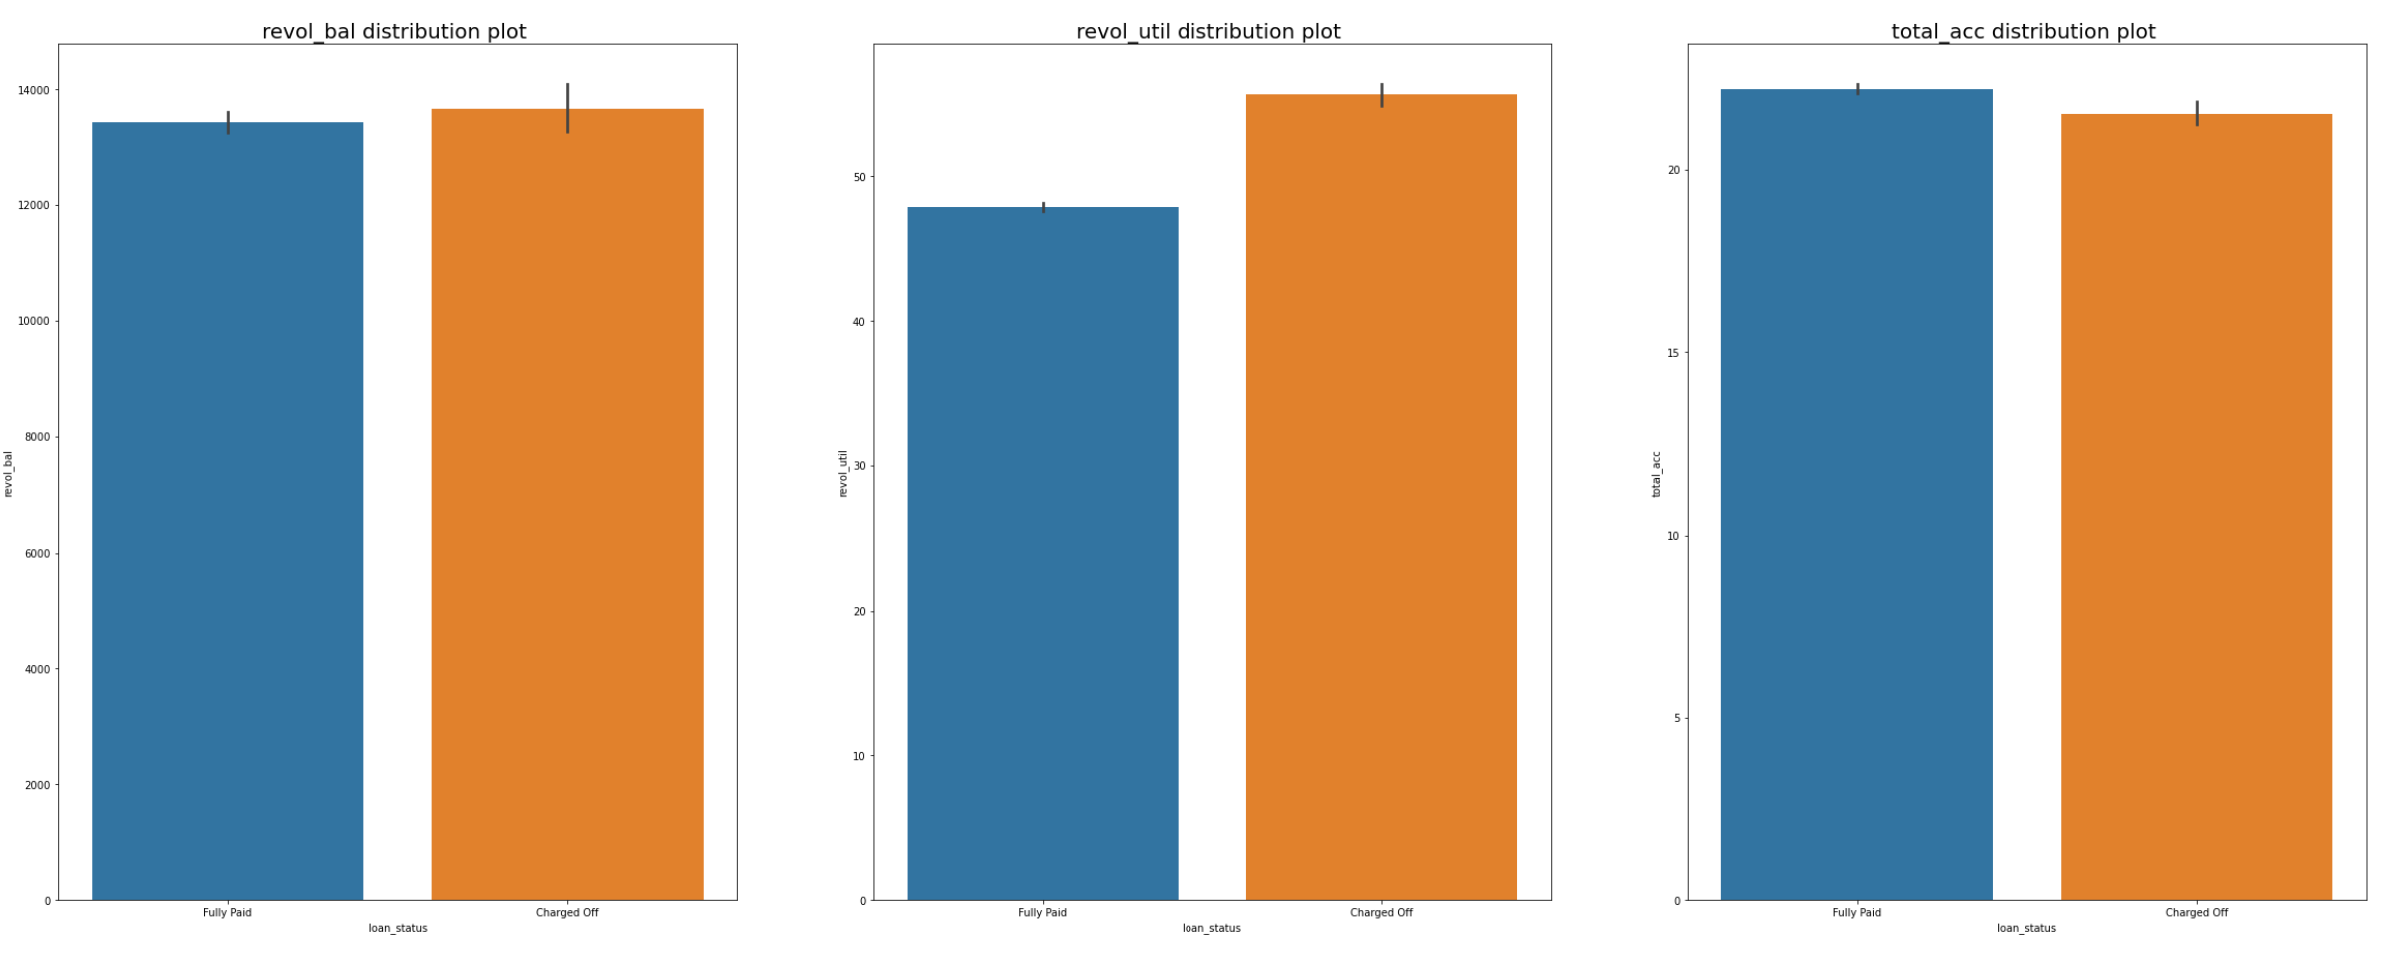 revol_bal distribution plot
14000
12000
10000
8000
6000
4000
2000
0
revol_bal
Fully Paid
Charged Off
loan_status
revol_util distribution plot
50
40
30
20
10
0
revol_util
Fully Paid
Charged Off
loan_status
total_acc distribution plot
20
15
10
5
0
total_acc
Fully Paid
Charged Off
loan_status